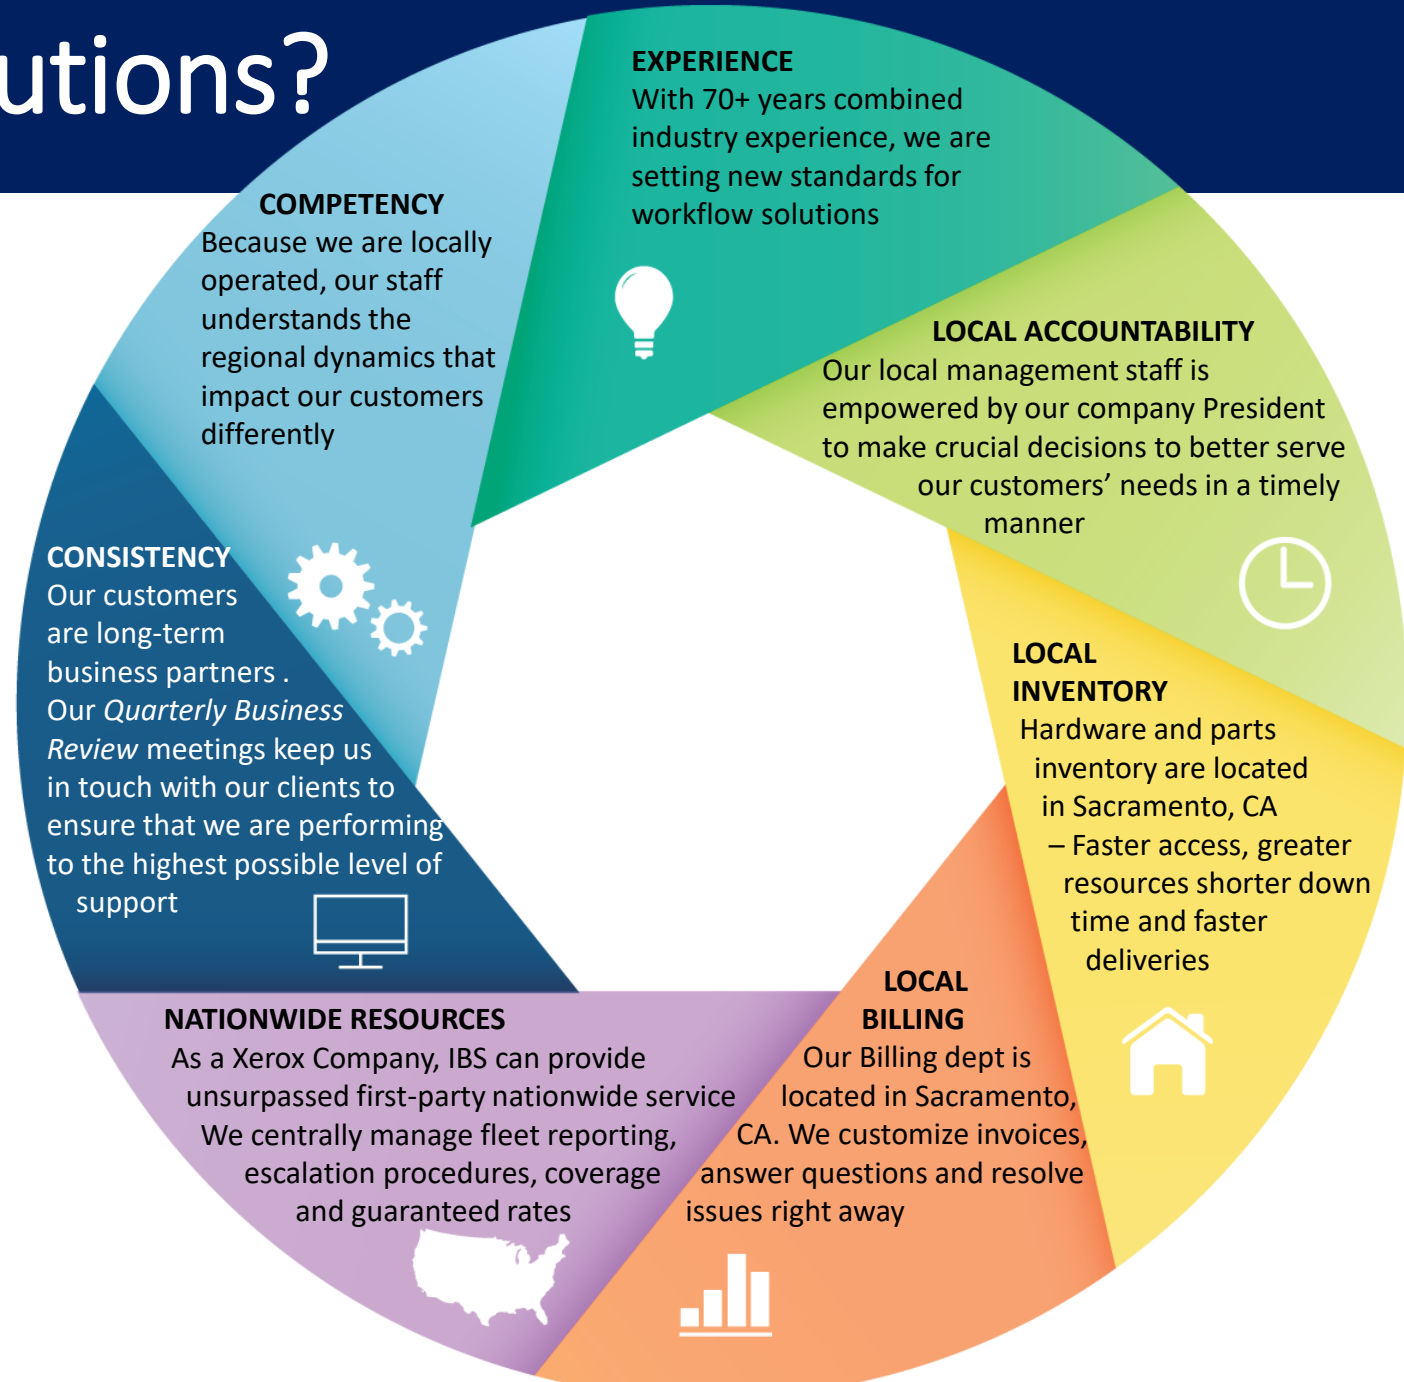 utions?
EXPERIENCE
With 70+ years combined
industry experience, we are
setting new standards for
workflow solutions
COMPETENCY
Because we are locally
operated, our staff
understands the
regional dynamics that
impact our customers
differently
LOCAL ACCOUNTABILITY
Our local management staff is
empowered by our company President
to make crucial decisions to better serve
our customers’ needs in a timely
manner
CONSISTENCY
Our customers
are long-term
business partners .
Our Quarterly Business
Review meetings keep us
in touch with our clients to
ensure that we are performing
to the highest possible level of
support
LOCAL
INVENTORY
Hardware and parts
inventory are located
in Sacramento, CA
– Faster access, greater
resources shorter down
time and faster
deliveries
NATIONWIDE RESOURCES
As a Xerox Company, IBS can provide
unsurpassed first-party nationwide service
We centrally manage fleet reporting,
escalation procedures, coverage
and guaranteed rates
LOCAL
BILLING
Our Billing dept is
located in Sacramento,
CA. We customize invoices,
answer questions and resolve
issues right away